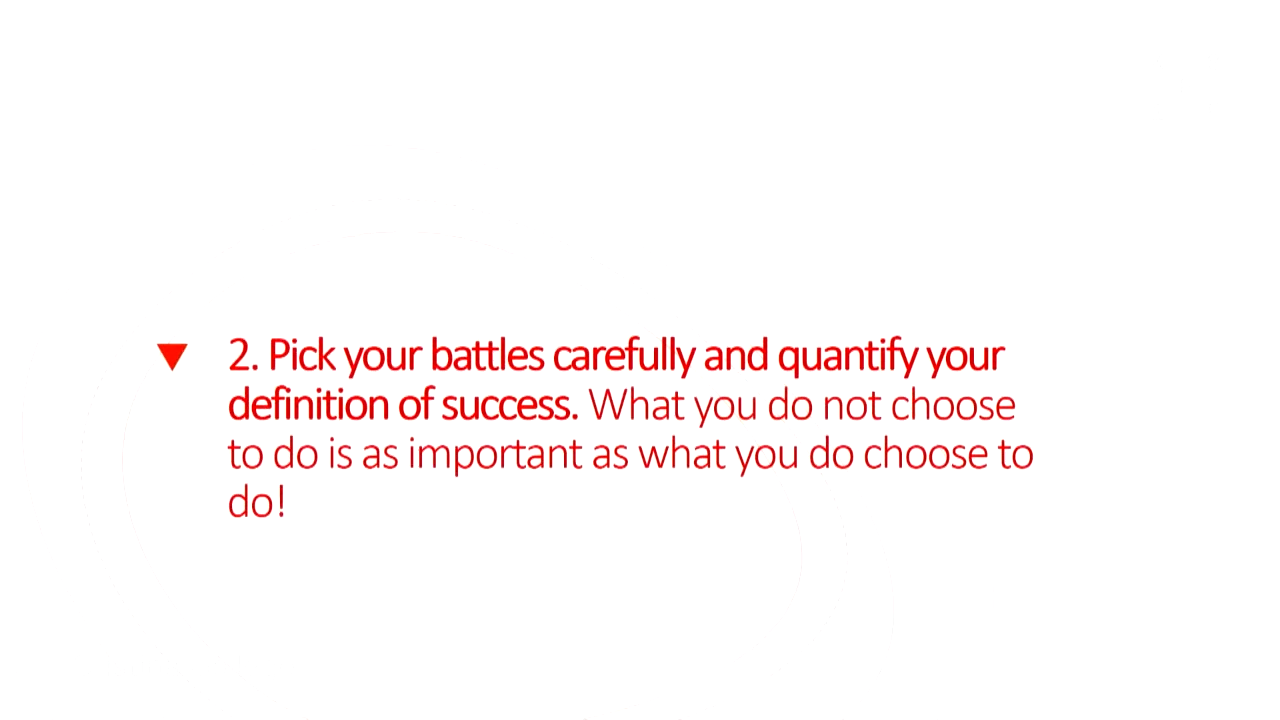 2. Pick your battles carefully and quantify your
definition of success. What you do not choose
to do is as important as what you do choose to
do!